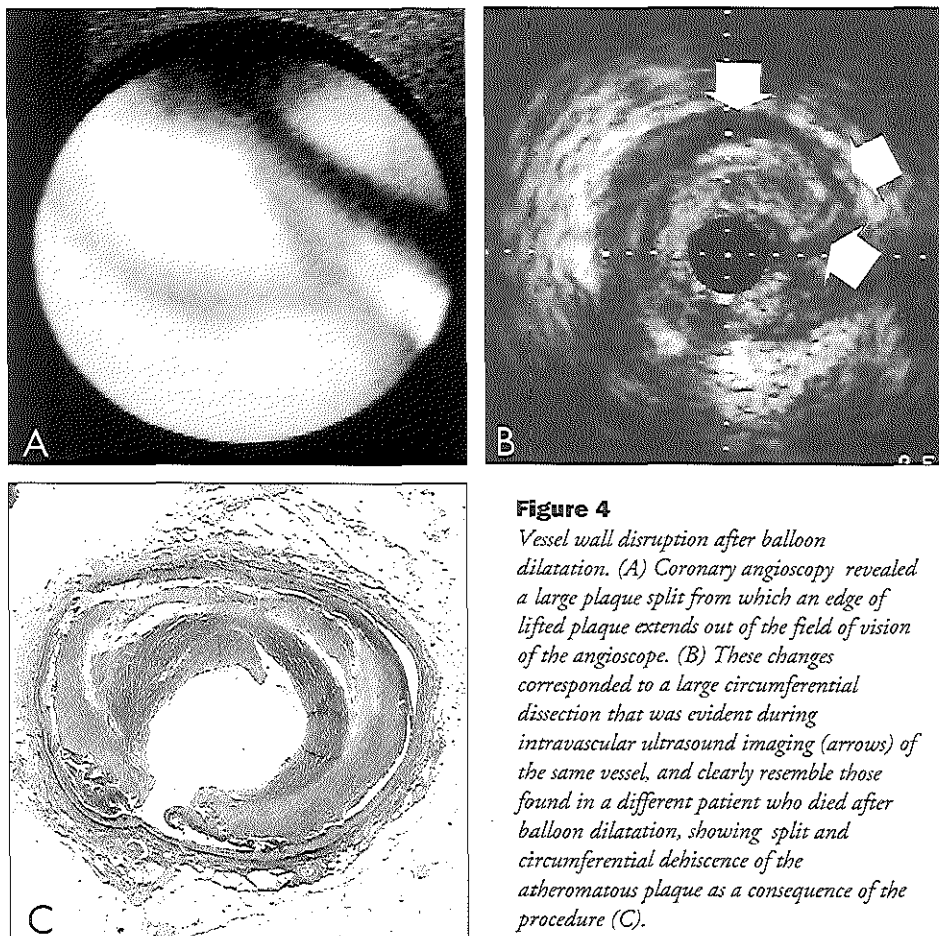 A
B
C
Figure 4
Vessel wall disruption after balloon
dilatation. (A) Coronary angioscopy revealed
a large plaque split from which an edge of
lifted plaque extends out of the field of vision
of the angioscope. (B) These changes
corresponded to a large circumferential
dissection that was evident during
intravascular ultrasound imaging (arrows) of
the same vessel, and clearly resemble those
found in a different patient who died after
balloon dilatation, showing split and
circumferential dehiscence of the
atheromatous plaque as a consequence of the
procedure (C).